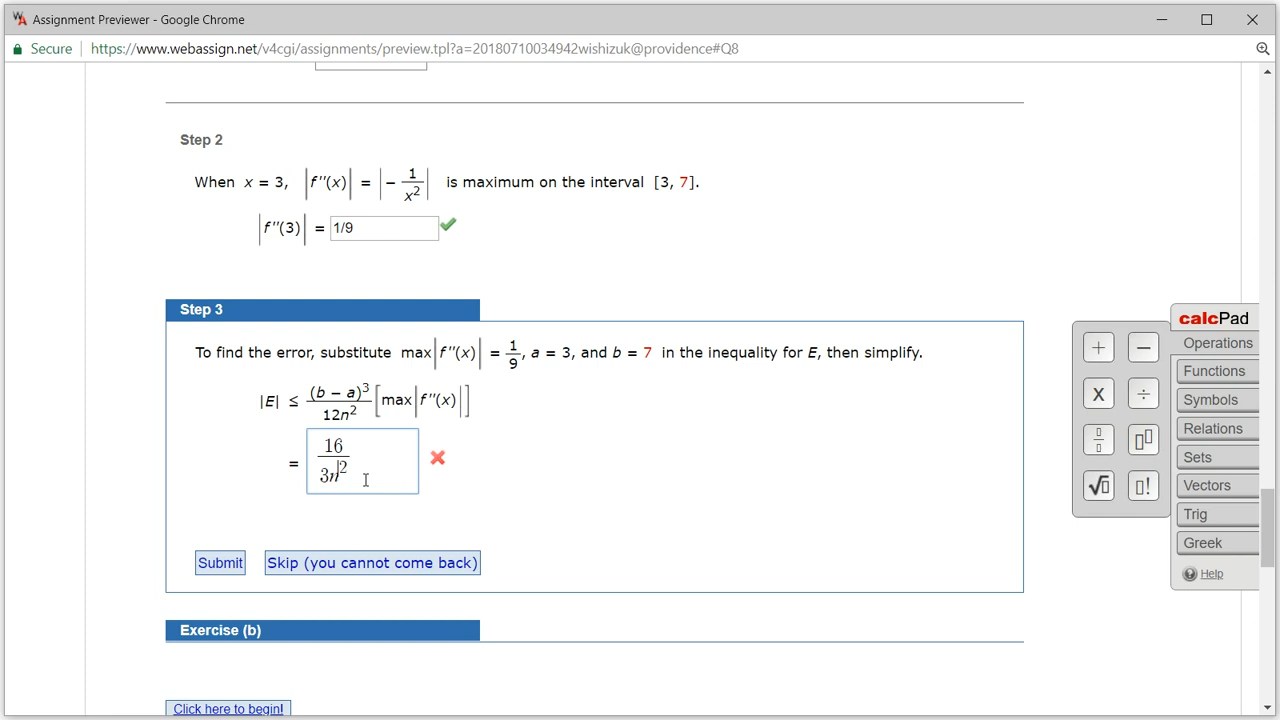 Assignment Previewer - Google Chrome
Secure https://www.webassign.net/v4cgi/assignments/preview.tpl?a=20180710034942wishizuk@providence#Q8
Step 2
When x = 3, |f''(x)| = |− 1/x²| is maximum on the interval [3, 7].
|f''(3)| = 1/9
Step 3
To find the error, substitute max|f''(x)| = 1/9, a = 3, and b = 7 in the inequality for E, then simplify.
|E| ≤ (b − a)³/12n² [max|f''(x)|]
= 16/3n²
Submit Skip (you cannot come back)
Exercise (b)
Click here to begin!
calcPad
Operations
Functions
Symbols
Relations
Sets
Vectors
Trig
Greek
Help
+ −
x ÷
√▯ ▯!